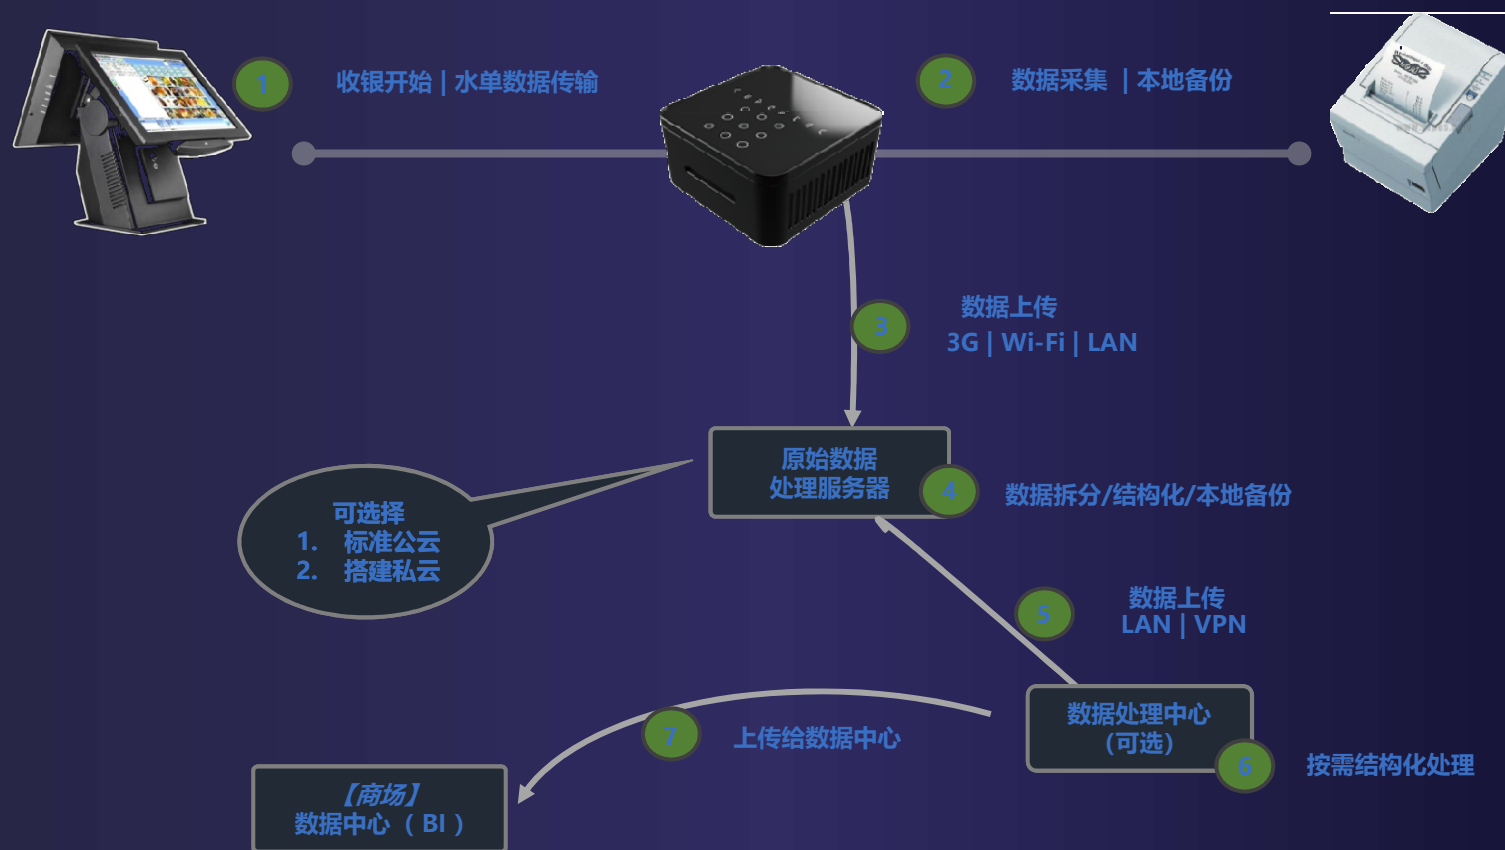 1
收银开始 | 水单数据传输
2
数据采集 | 本地备份
3
数据上传
3G | Wi-Fi | LAN
原始数据
处理服务器
4
数据拆分/结构化/本地备份
可选择
1. 标准公云
2. 搭建私云
5
数据上传
LAN | VPN
数据处理中心
（可选）
6
按需结构化处理
7
上传给数据中心
【商场】
数据中心（ BI ）